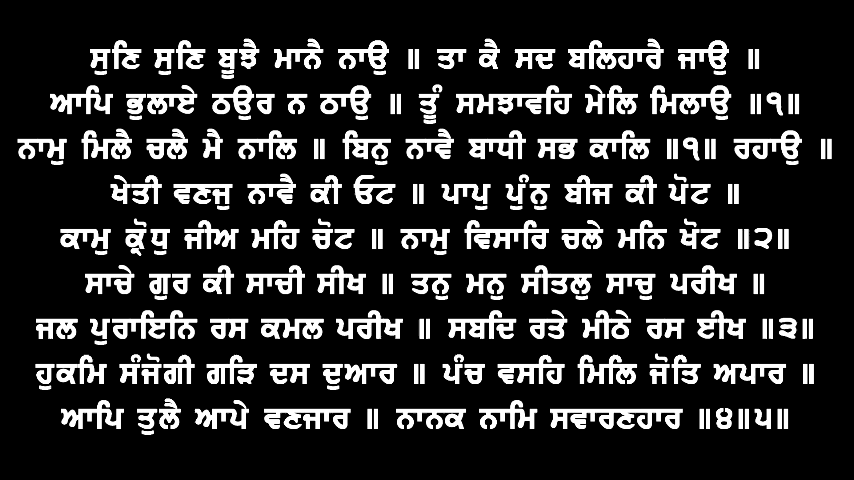 ਸੁਣਿ ਸੁਣਿ ਬੂਝੈ ਮਾਨੈ ਨਾਉ ॥ ਤਾ ਕੈ ਸਦ ਬਲਿਹਾਰੈ ਜਾਉ ॥
ਆਪਿ ਭੁਲਾਏ ਠਉਰ ਨ ਠਾਉ ॥ ਤੂੰ ਸਮਝਾਵਹਿ ਮੇਲਿ ਮਿਲਾਉ ॥੧॥
ਨਾਮੁ ਮਿਲੈ ਚਲੈ ਮੈ ਨਾਲਿ ॥ ਬਿਨੁ ਨਾਵੈ ਬਾਧੀ ਸਭ ਕਾਲਿ ॥੧॥ ਰਹਾਉ ॥
ਖੇਤੀ ਵਣਜੁ ਨਾਵੈ ਕੀ ਓਟ ॥ ਪਾਪੁ ਪੁੰਨੁ ਬੀਜ ਕੀ ਪੋਟ ॥
ਕਾਮੁ ਕ੍ਰੋਧੁ ਜੀਅ ਮਹਿ ਚੋਟ ॥ ਨਾਮੁ ਵਿਸਾਰਿ ਚਲੇ ਮਨਿ ਖੋਟ ॥੨॥
ਸਾਚੇ ਗੁਰ ਕੀ ਸਾਚੀ ਸੀਖ ॥ ਤਨੁ ਮਨੁ ਸੀਤਲੁ ਸਾਚੁ ਪਰੀਖ ॥
ਜਲ ਪੁਰਾਇਨਿ ਰਸ ਕਮਲ ਪਰੀਖ ॥ ਸਬਦਿ ਰਤੇ ਮੀਠੇ ਰਸ ਈਖ ॥੩॥
ਹੁਕਮਿ ਸੰਜੋਗੀ ਗੜਿ ਦਸ ਦੁਆਰ ॥ ਪੰਚ ਵਸਹਿ ਮਿਲਿ ਜੋਤਿ ਅਪਾਰ ॥
ਆਪਿ ਤੁਲੈ ਆਪੇ ਵਣਜਾਰ ॥ ਨਾਨਕ ਨਾਮਿ ਸਵਾਰਣਹਾਰ ॥੪॥੫॥